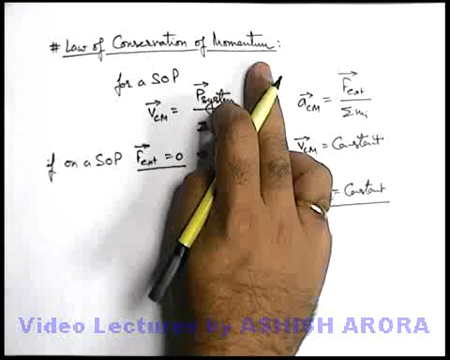 # Law of Conservation of Momentum :
for a SOP
V⃗CM = P⃗system a⃗CM = F⃗ext / Σmi
if on a SOP F⃗ext = 0 V⃗CM = Constant
= Constant
Video Lectures by ASHISH ARORA